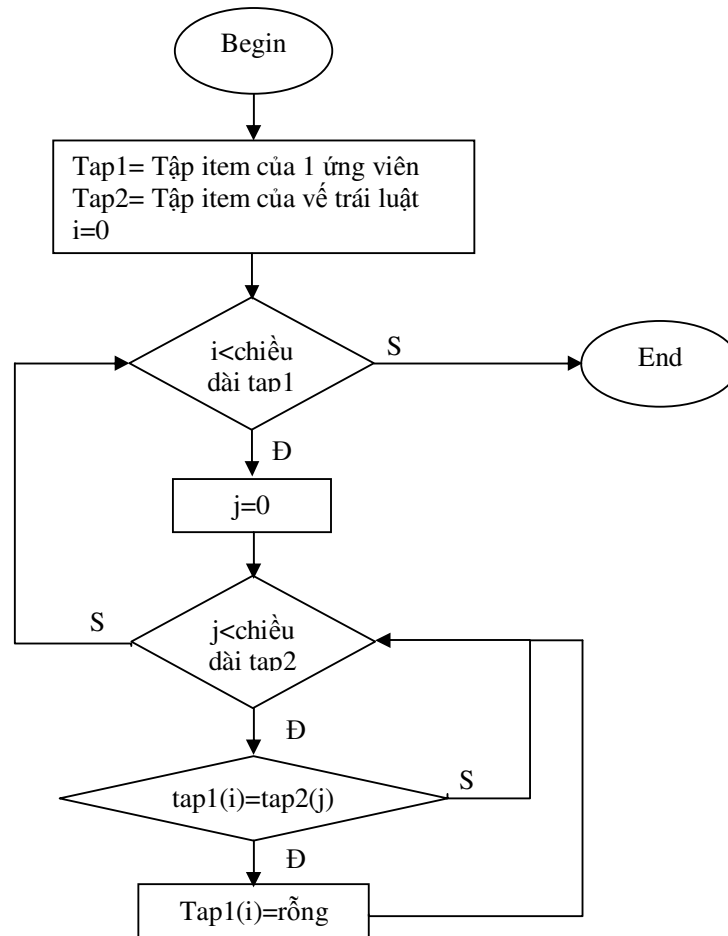 Begin
Tap1= Tập item của 1 ứng viên
Tap2= Tập item của vế trái luật
i=0
i<chiều
dài tap1
S
End
Đ
j=0
S
j<chiều
dài tap2
Đ
tap1(i)=tap2(j)
S
Đ
Tap1(i)=rỗng